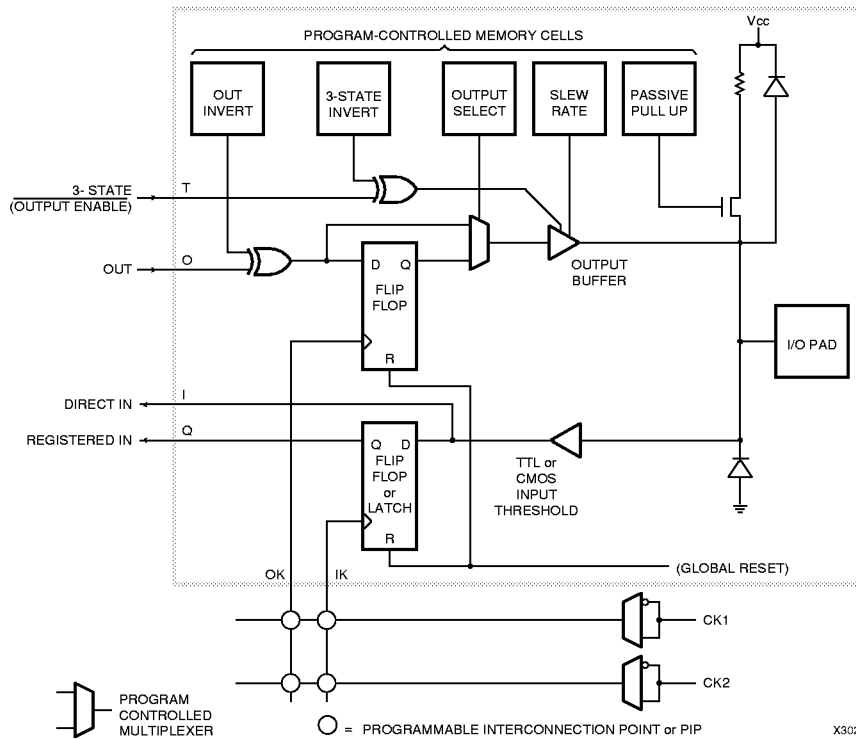 Vcc
PROGRAM-CONTROLLED MEMORY CELLS
OUT
INVERT
3-STATE
INVERT
OUTPUT
SELECT
SLEW
RATE
PASSIVE
PULL UP
3- STATE
(OUTPUT ENABLE)
T
OUT
O
D Q
FLIP
FLOP
R
OUTPUT
BUFFER
I/O PAD
DIRECT IN
I
REGISTERED IN
Q
Q D
FLIP
FLOP
or
LATCH
R
TTL or
CMOS
INPUT
THRESHOLD
OK
IK
(GLOBAL RESET)
CK1
CK2
PROGRAM
CONTROLLED
MULTIPLEXER
= PROGRAMMABLE INTERCONNECTION POINT or PIP
X302